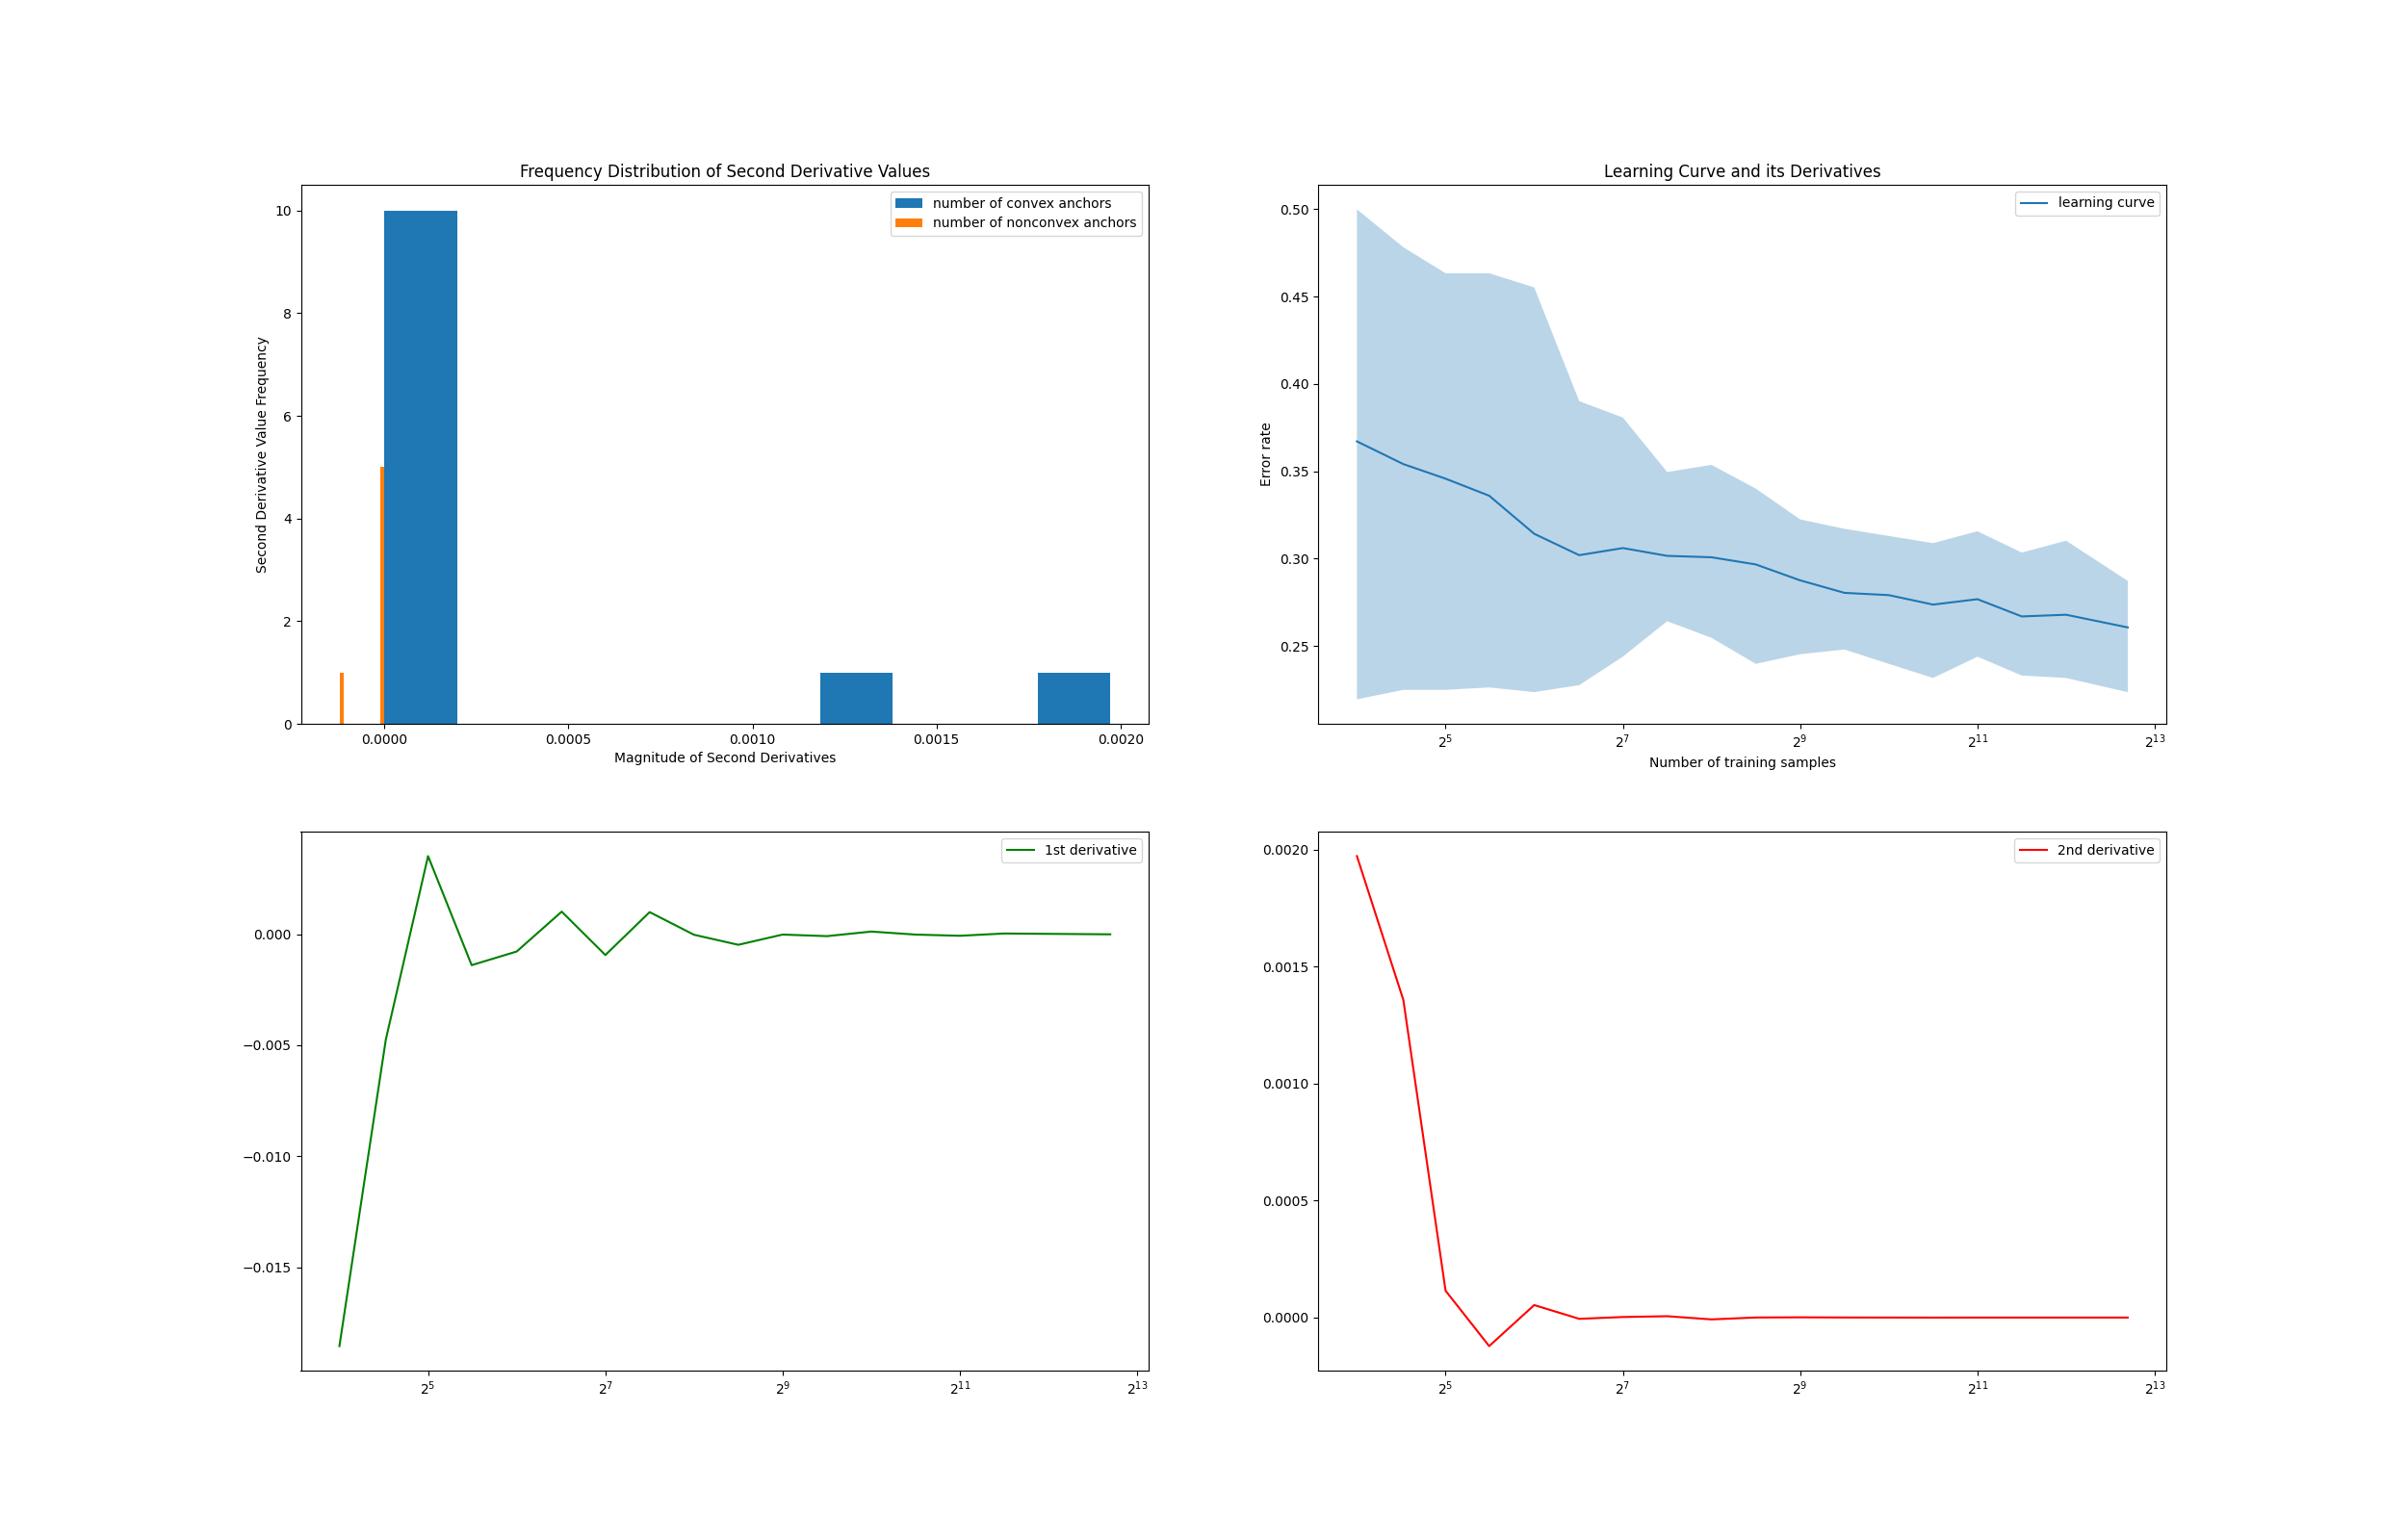 Frequency Distribution of Second Derivative Values
number of convex anchors
number of nonconvex anchors
Second Derivative Value Frequency
10
8
6
4
2
0
0.0000 0.0005 0.0010 0.0015 0.0020
Magnitude of Second Derivatives
Learning Curve and its Derivatives
learning curve
Error rate
0.50
0.45
0.40
0.35
0.30
0.25
2^5 2^7 2^9 2^11 2^13
Number of training samples
1st derivative
0.000
−0.005
−0.010
−0.015
2^5 2^7 2^9 2^11 2^13
2nd derivative
0.0020
0.0015
0.0010
0.0005
0.0000
2^5 2^7 2^9 2^11 2^13